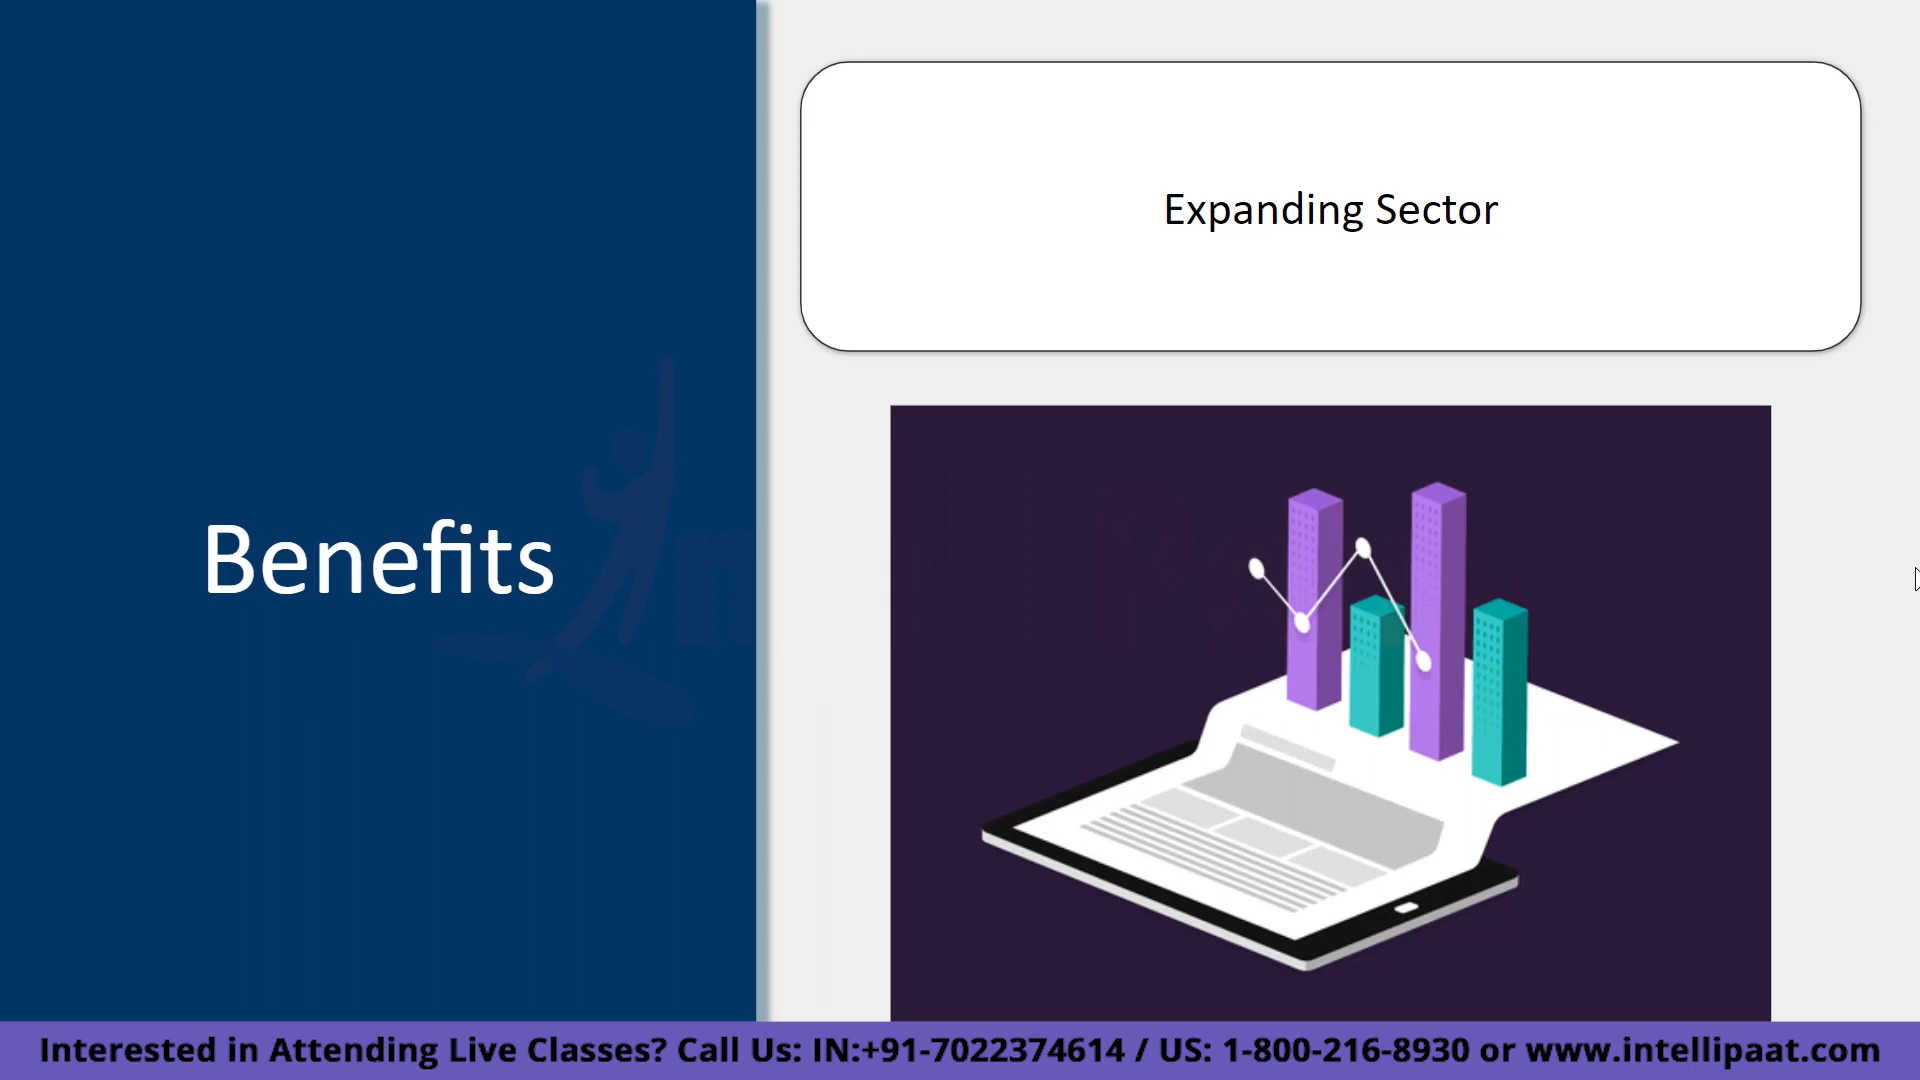 Expanding Sector
Benefits
IntelliPaat
Interested in Attending Live Classes? Call Us: IN:+91-7022374614 / US: 1-800-216-8930 or www.intellipaat.com